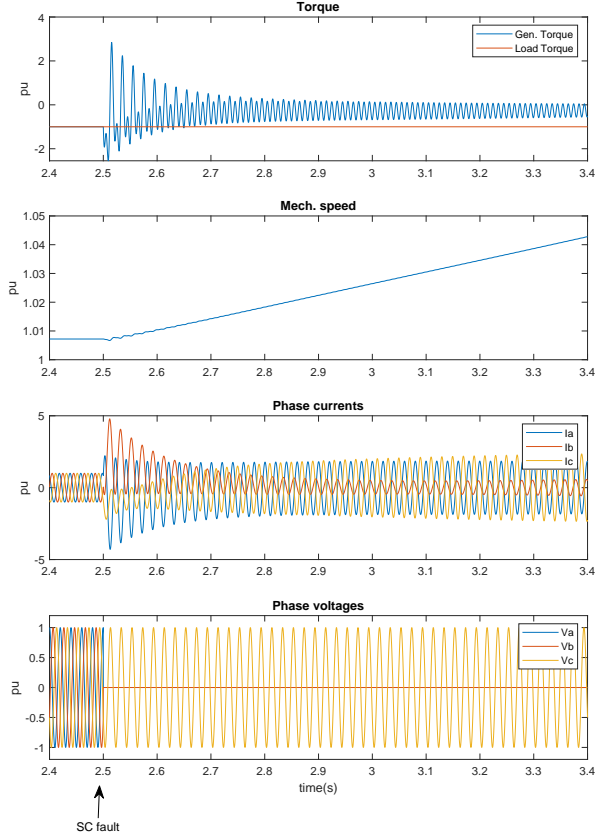 Torque
4
2
0
-2
pu
Gen. Torque
Load Torque
2.4 2.5 2.6 2.7 2.8 2.9 3 3.1 3.2 3.3 3.4
Mech. speed
1.05
1.04
1.03
1.02
1.01
1
pu
2.4 2.5 2.6 2.7 2.8 2.9 3 3.1 3.2 3.3 3.4
Phase currents
5
0
-5
pu
Ia
Ib
Ic
2.4 2.5 2.6 2.7 2.8 2.9 3 3.1 3.2 3.3 3.4
Phase voltages
1
0.5
0
-0.5
-1
pu
Va
Vb
Vc
2.4 2.5 2.6 2.7 2.8 2.9 3 3.1 3.2 3.3 3.4
time(s)
SC fault